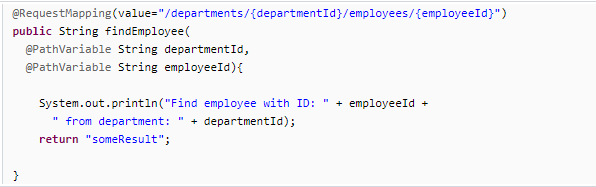 @RequestMapping(value="/departments/{departmentId}/employees/{employeeId}")
public String findEmployee(
  @PathVariable String departmentId,
  @PathVariable String employeeId){
    System.out.println("Find employee with ID: " + employeeId +
      " from department: " + departmentId);
    return "someResult";
}